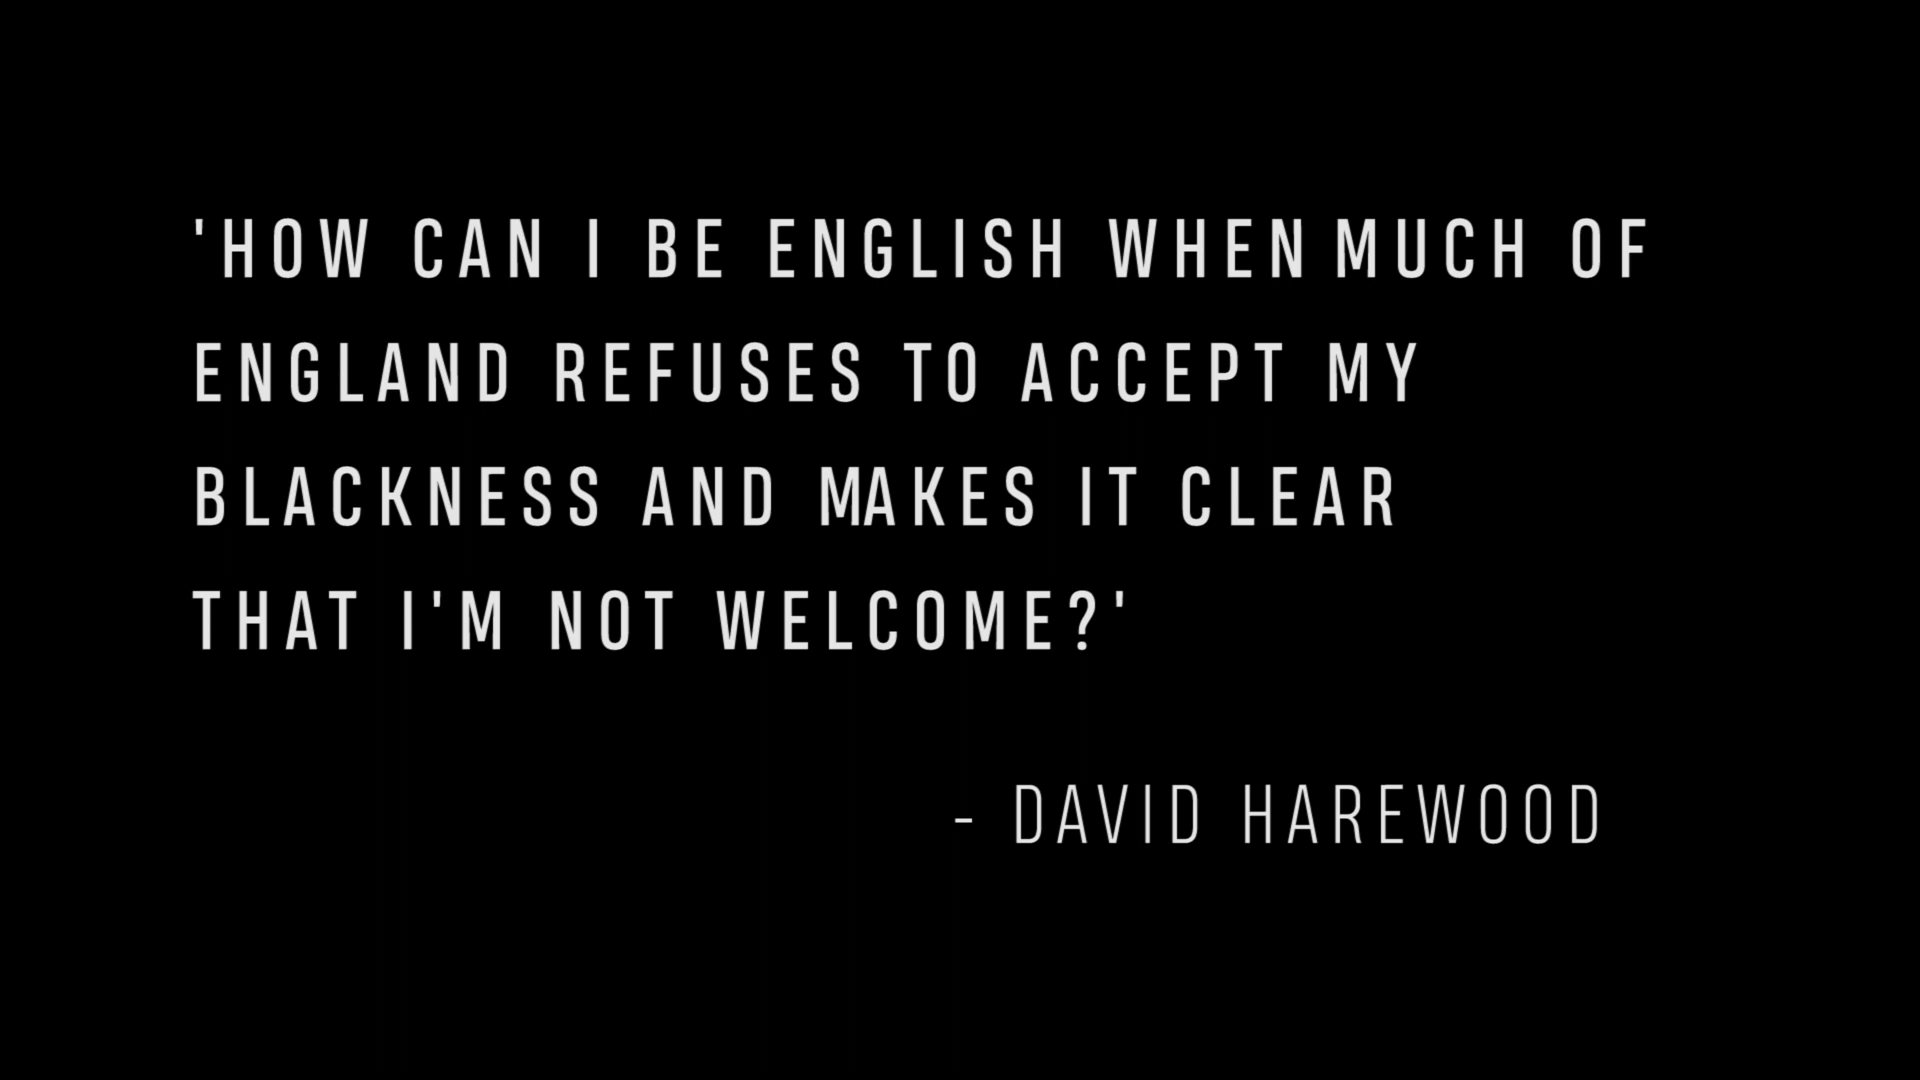 'HOW CAN I BE ENGLISH WHEN MUCH OF
ENGLAND REFUSES TO ACCEPT MY
BLACKNESS AND MAKES IT CLEAR
THAT I'M NOT WELCOME?'
- DAVID HAREWOOD